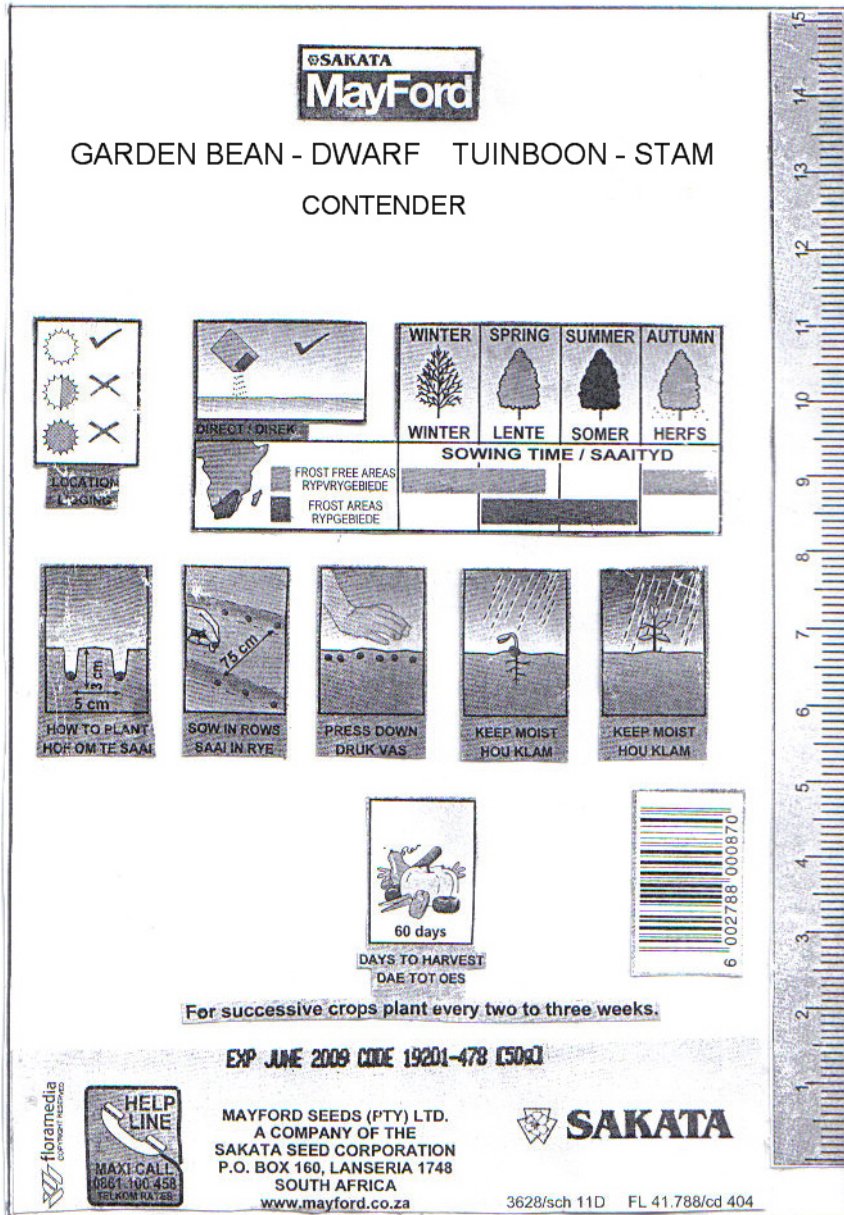 SAKATA
MayFord
GARDEN BEAN - DWARF TUINBOON - STAM
CONTENDER
LOCATION
LIGGING
DIRECT / DIREK
WINTER SPRING SUMMER AUTUMN
WINTER LENTE SOMER HERFS
SOWING TIME / SAAITYD
FROST FREE AREAS
RYPVRYGEBIEDE
FROST AREAS
RYPGEBIEDE
3 cm
5 cm
HOW TO PLANT
HOE OM TE SAAI
75 cm
SOW IN ROWS
SAAI IN RYE
PRESS DOWN
DRUK VAS
KEEP MOIST
HOU KLAM
KEEP MOIST
HOU KLAM
60 days
DAYS TO HARVEST
DAE TOT OES
6 002788 000870
For successive crops plant every two to three weeks.
EXP JUNE 2009 CODE 19201-478 [50g]
floramedia
COPYRIGHT RESERVED
HELP
LINE
MAXI CALL
0861 100 458
TELKOM RATES
MAYFORD SEEDS (PTY) LTD.
A COMPANY OF THE
SAKATA SEED CORPORATION
P.O. BOX 160, LANSERIA 1748
SOUTH AFRICA
www.mayford.co.za
SAKATA
3628/sch 11D FL 41.788/cd 404
15
14
13
12
11
10
9
8
7
6
5
4
3
2
1